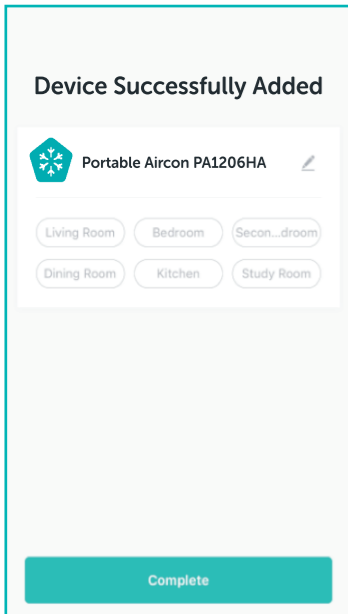 Device Successfully Added
Portable Aircon PA1206HA
Living Room Bedroom Secon...droom
Dining Room Kitchen Study Room
Complete